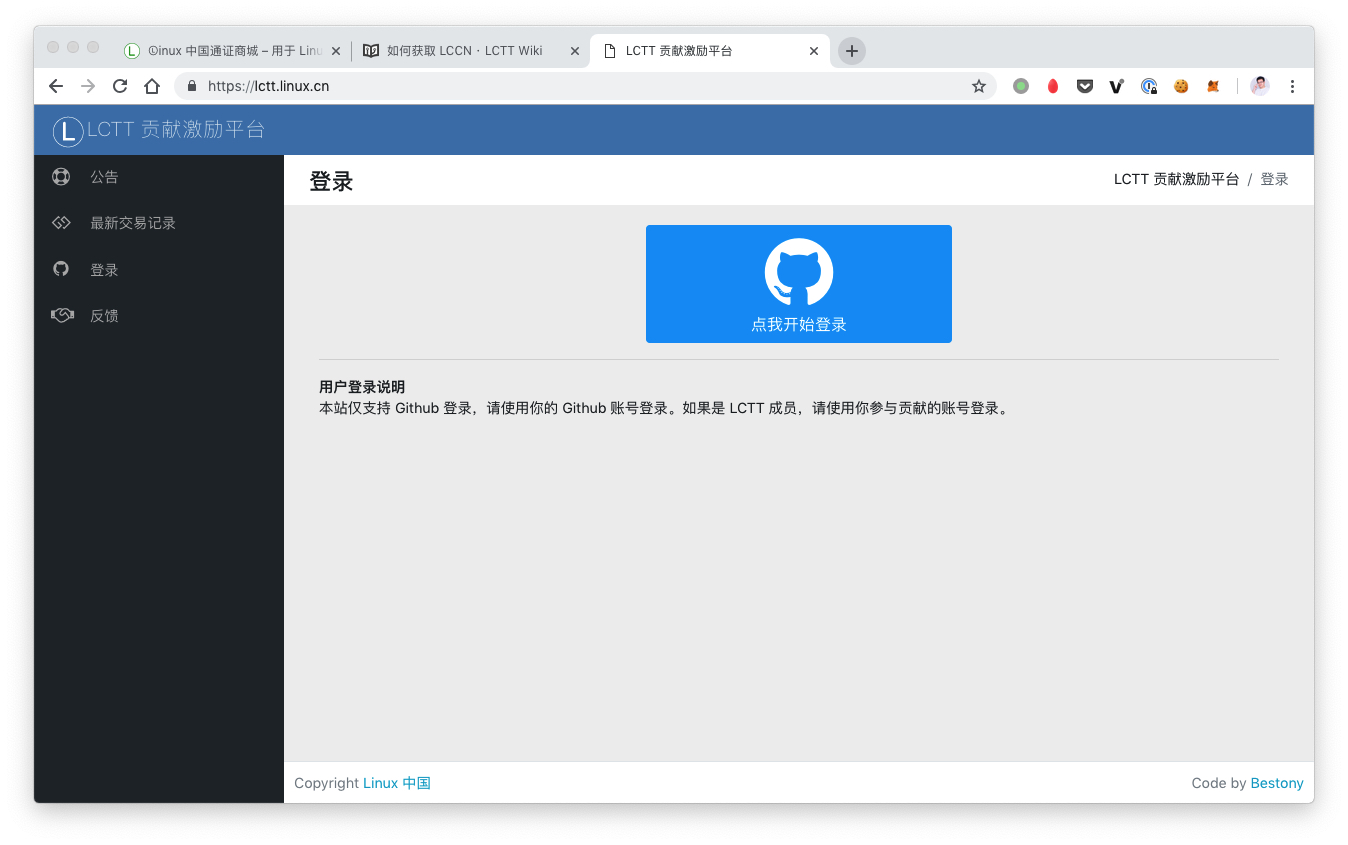 ©inux 中国通证商城 – 用于 Linu
如何获取 LCCN · LCTT Wiki
LCTT 贡献激励平台
https://lctt.linux.cn
L LCTT 贡献激励平台
公告
最新交易记录
登录
反馈
登录
LCTT 贡献激励平台 / 登录
点我开始登录
用户登录说明
本站仅支持 Github 登录，请使用你的 Github 账号登录。如果是 LCTT 成员，请使用你参与贡献的账号登录。
Copyright Linux 中国
Code by Bestony